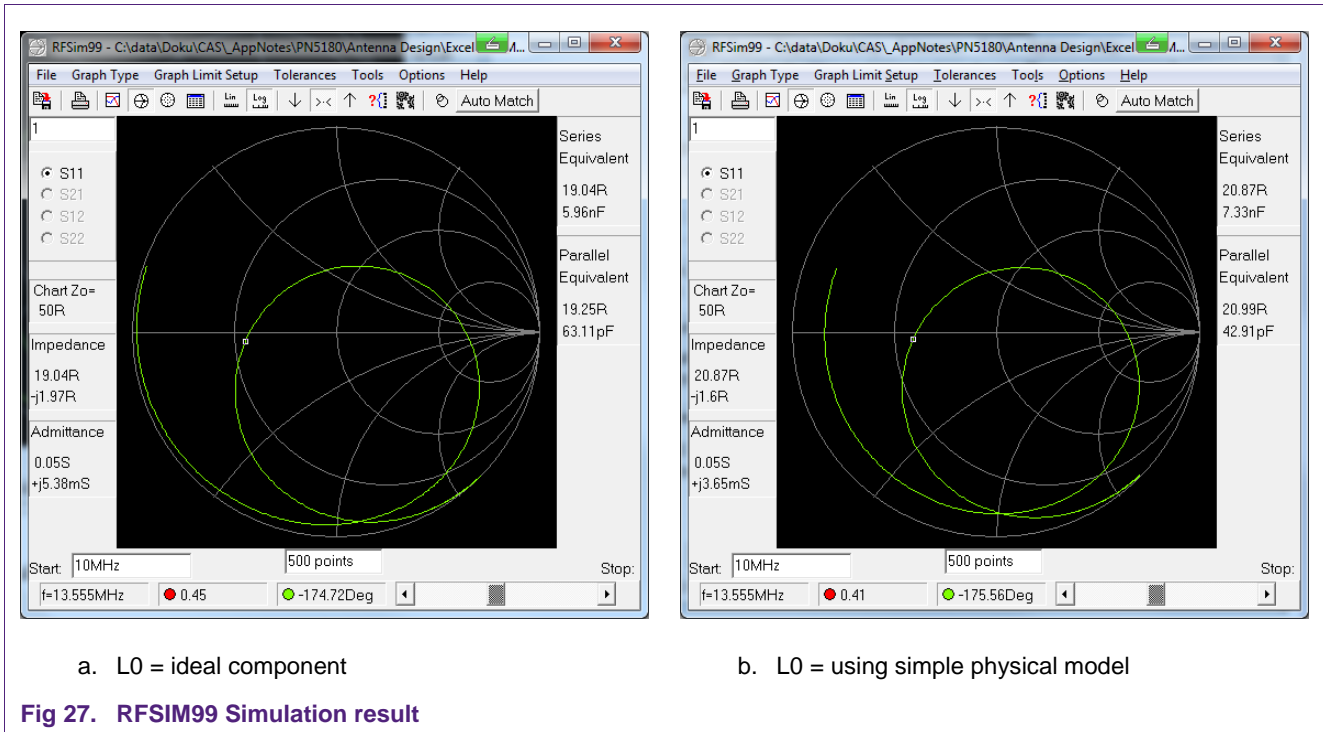 RFSim99 - C:\data\Doku\CAS\_AppNotes\PN5180\Antenna Design\Excel
File Graph Type Graph Limit Setup Tolerances Tools Options Help
Lin Log ?{} Auto Match
1
S11
S21
S12
S22
Chart Zo=
50R
Impedance
19.04R
-j1.97R
Admittance
0.05S
+j5.38mS
Series
Equivalent
19.04R
5.96nF
Parallel
Equivalent
19.25R
63.11pF
Start: 10MHz 500 points Stop:
f=13.555MHz 0.45 -174.72Deg
a. L0 = ideal component
RFSim99 - C:\data\Doku\CAS\_AppNotes\PN5180\Antenna Design\Excel
File Graph Type Graph Limit Setup Tolerances Tools Options Help
Lin Log ?{} Auto Match
1
S11
S21
S12
S22
Chart Zo=
50R
Impedance
20.87R
-j1.6R
Admittance
0.05S
+j3.65mS
Series
Equivalent
20.87R
7.33nF
Parallel
Equivalent
20.99R
42.91pF
Start: 10MHz 500 points Stop:
f=13.555MHz 0.41 -175.56Deg
b. L0 = using simple physical model
Fig 27. RFSIM99 Simulation result